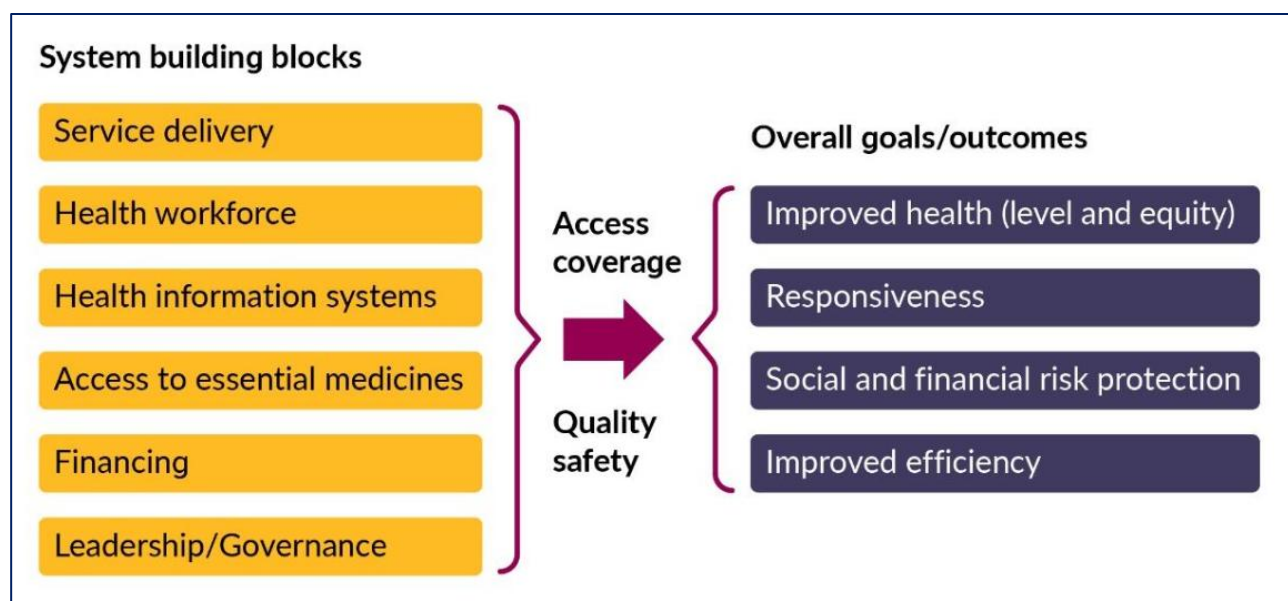 System building blocks
Service delivery
Health workforce
Health information systems
Access to essential medicines
Financing
Leadership/Governance
Access
coverage
Quality
safety
Overall goals/outcomes
Improved health (level and equity)
Responsiveness
Social and financial risk protection
Improved efficiency